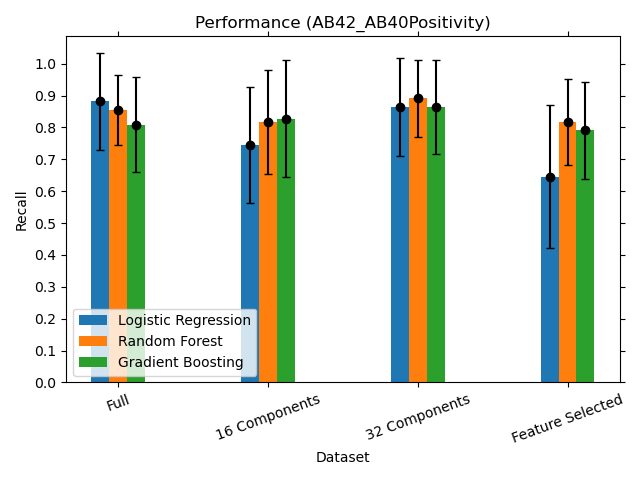 Performance (AB42_AB40Positivity)
1.0
0.9
0.8
0.7
0.6
0.5
0.4
0.3
0.2
0.1
0.0
Recall
Logistic Regression
Random Forest
Gradient Boosting
Full
16 Components
32 Components
Feature Selected
Dataset